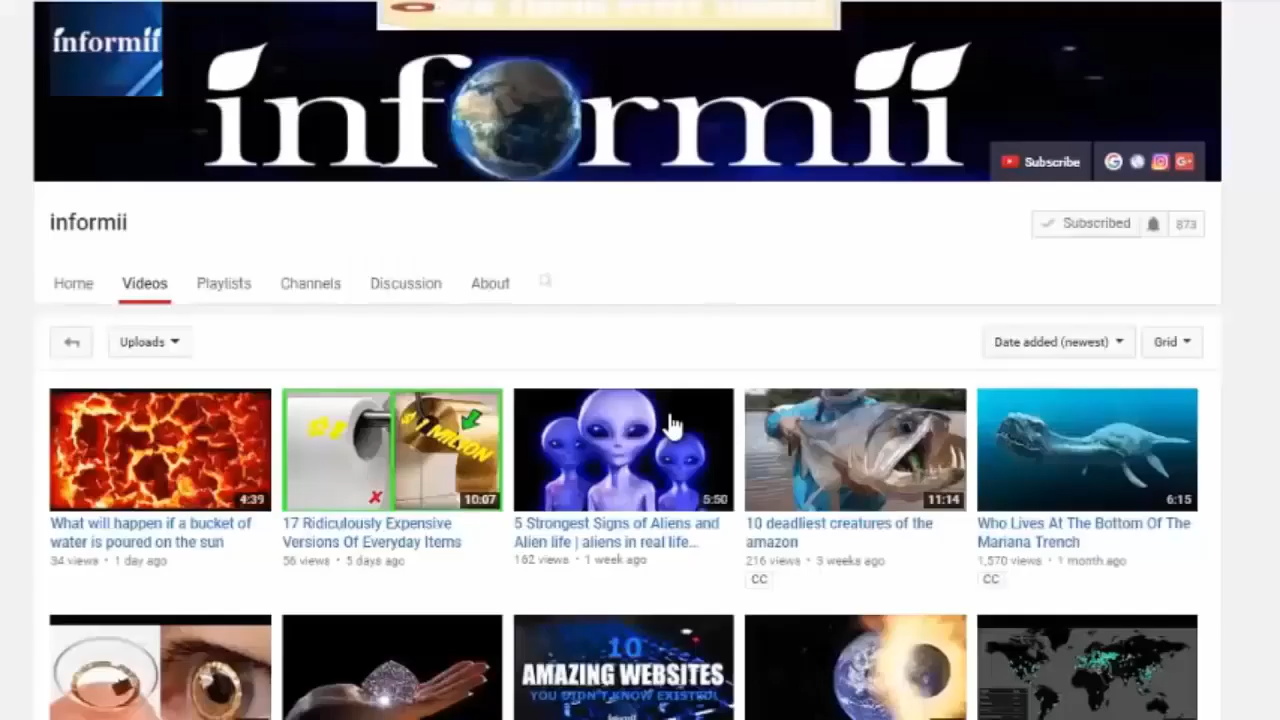 informii
informii
Subscribe
informii
Subscribed 873
Home Videos Playlists Channels Discussion About
Uploads Date added (newest) Grid
$1 MILLION
4:39 10:07 5:50 11:14 6:15
What will happen if a bucket of
water is poured on the sun
34 views • 1 day ago
17 Ridiculously Expensive
Versions Of Everyday Items
56 views • 5 days ago
5 Strongest Signs of Aliens and
Alien life | aliens in real life...
162 views • 1 week ago
10 deadliest creatures of the
amazon
216 views • 3 weeks ago
CC
Who Lives At The Bottom Of The
Mariana Trench
1,570 views • 1 month ago
CC
10
AMAZING WEBSITES
YOU DIDN'T KNOW EXISTED!
informii